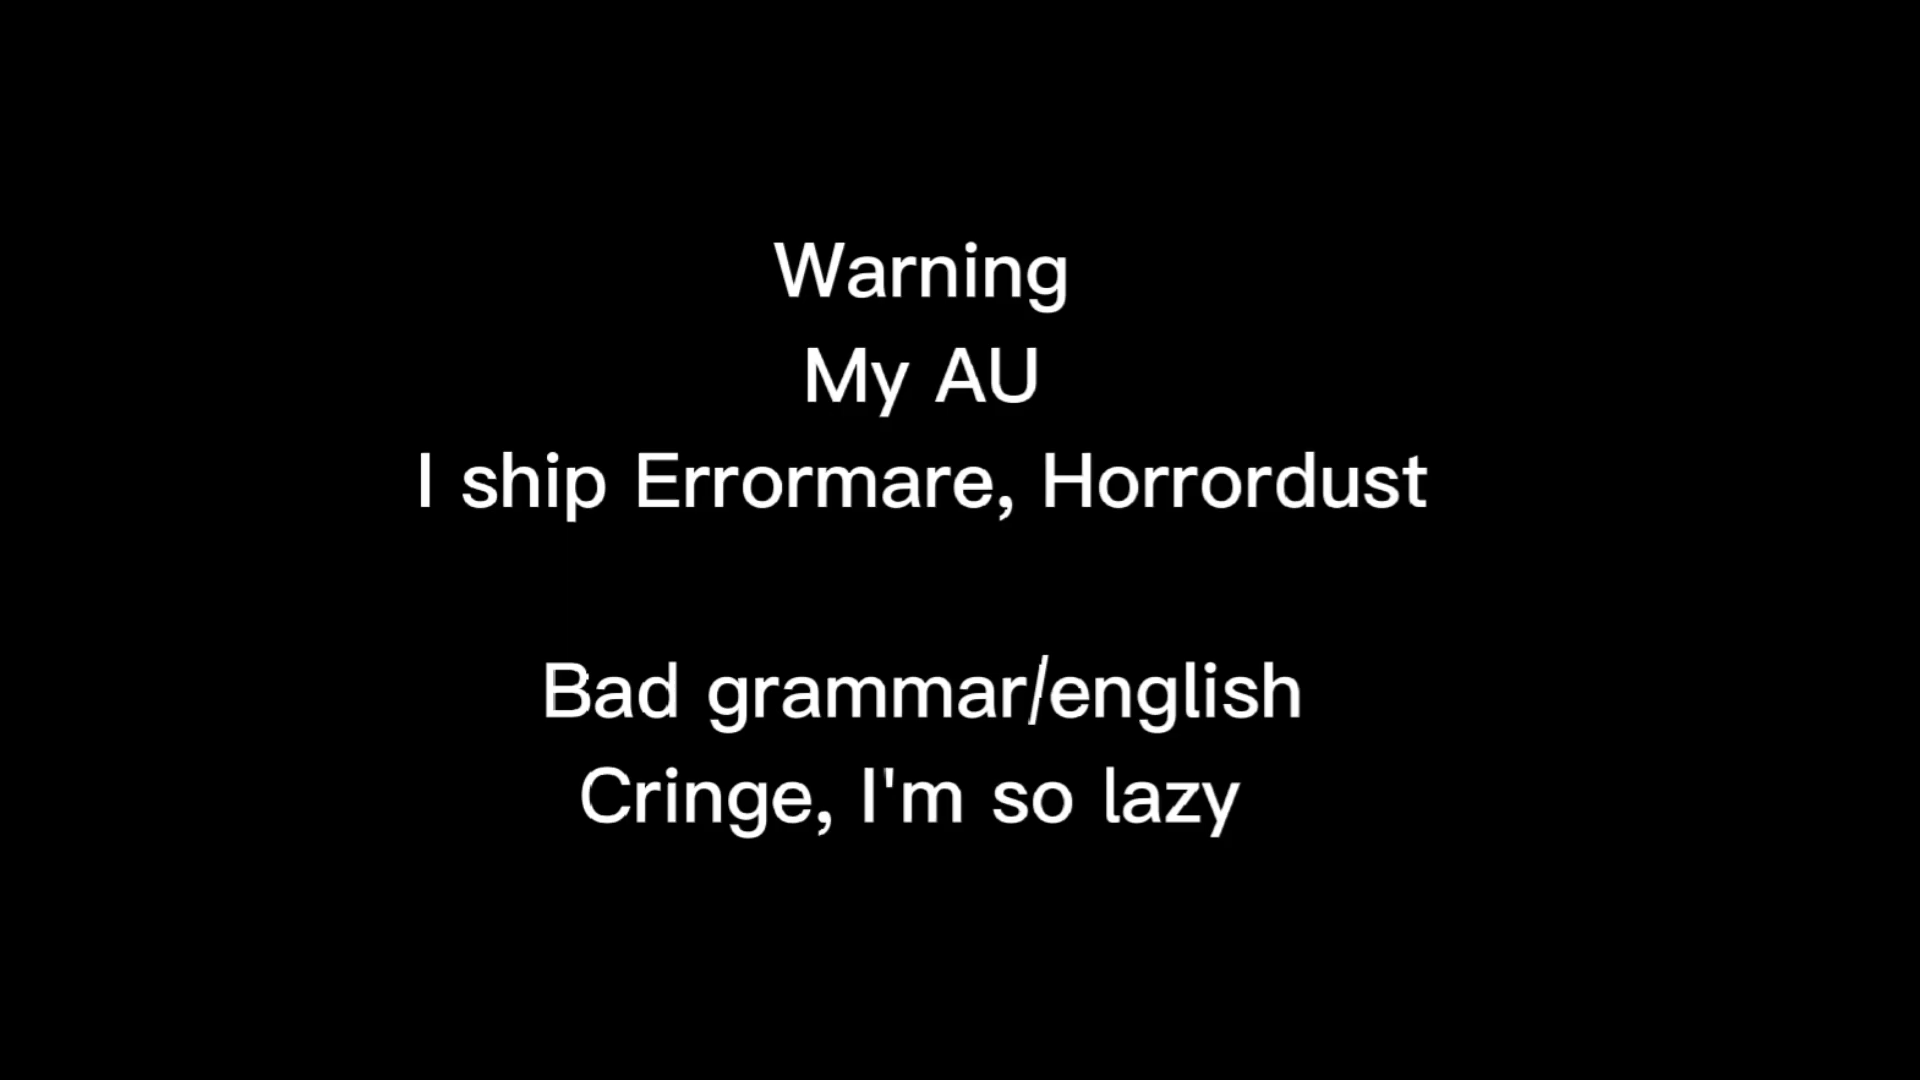 Warning
My AU
I ship Errormare, Horrordust
Bad grammar/english
Cringe, I'm so lazy